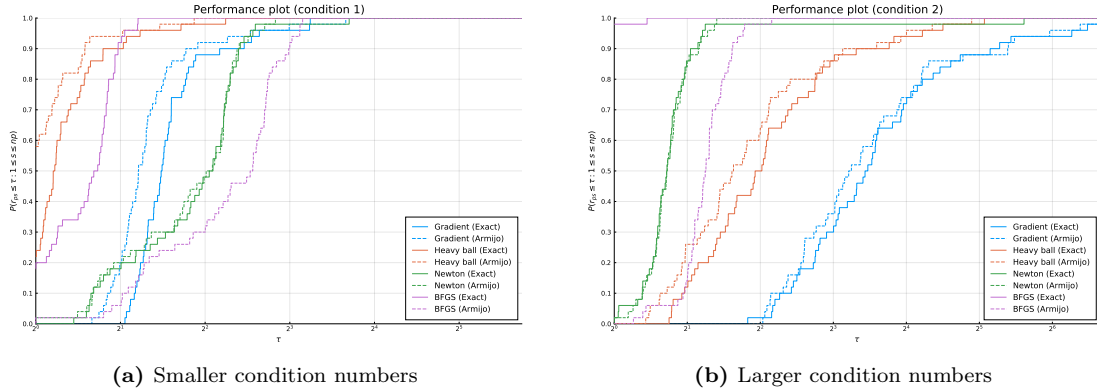 Performance plot (condition 1)
P(r_ps ≤ τ : 1 ≤ s ≤ np)
1.0
0.9
0.8
0.7
0.6
0.5
0.4
0.3
0.2
0.1
0.0
2^0 2^1 2^2 2^3 2^4 2^5
τ
Gradient (Exact)
Gradient (Armijo)
Heavy ball (Exact)
Heavy ball (Armijo)
Newton (Exact)
Newton (Armijo)
BFGS (Exact)
BFGS (Armijo)
(a) Smaller condition numbers
Performance plot (condition 2)
P(r_ps ≤ τ : 1 ≤ s ≤ np)
1.0
0.9
0.8
0.7
0.6
0.5
0.4
0.3
0.2
0.1
0.0
2^0 2^1 2^2 2^3 2^4 2^5 2^6
τ
Gradient (Exact)
Gradient (Armijo)
Heavy ball (Exact)
Heavy ball (Armijo)
Newton (Exact)
Newton (Armijo)
BFGS (Exact)
BFGS (Armijo)
(b) Larger condition numbers